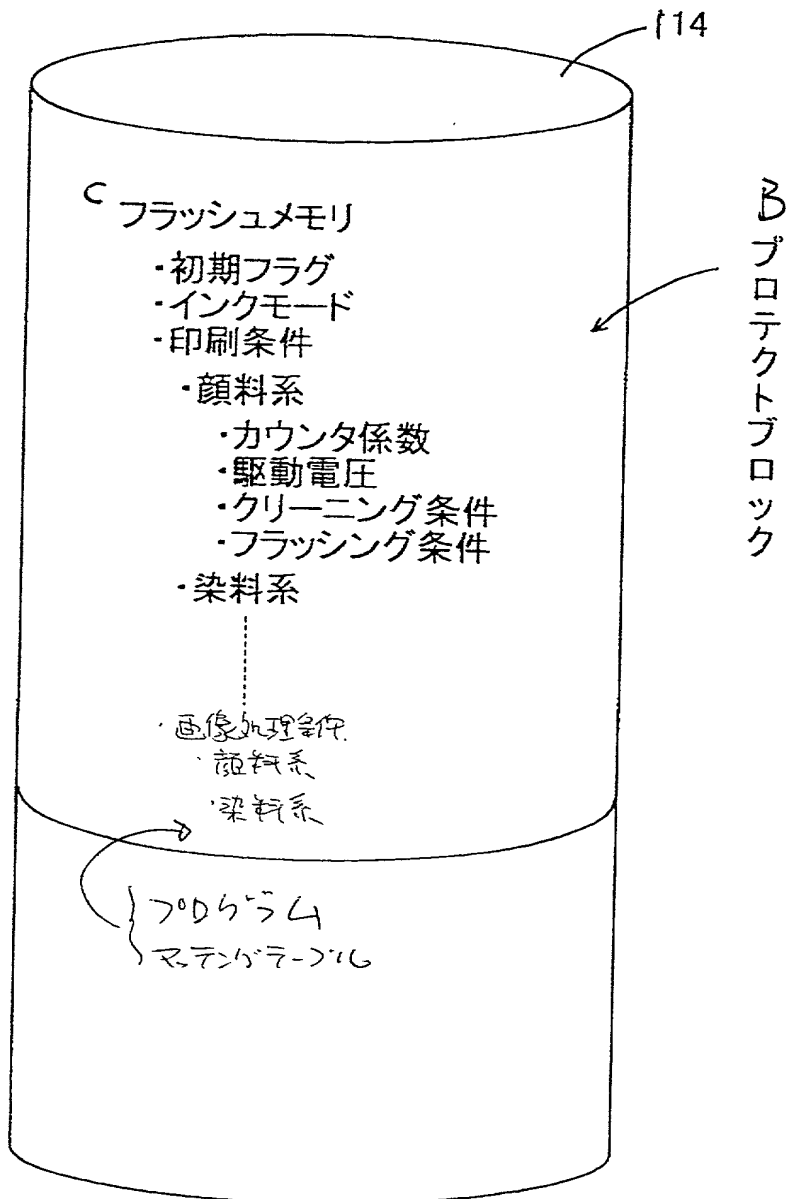 114
C フラッシュメモリ
・初期フラグ
・インクモード
・印刷条件
・顔料系
・カウンタ係数
・駆動電圧
・クリーニング条件
・フラッシング条件
・染料系
・画像処理条件
・顔料系
・染料系
プログラム
マッチングテーブル
B プロテクトブロック